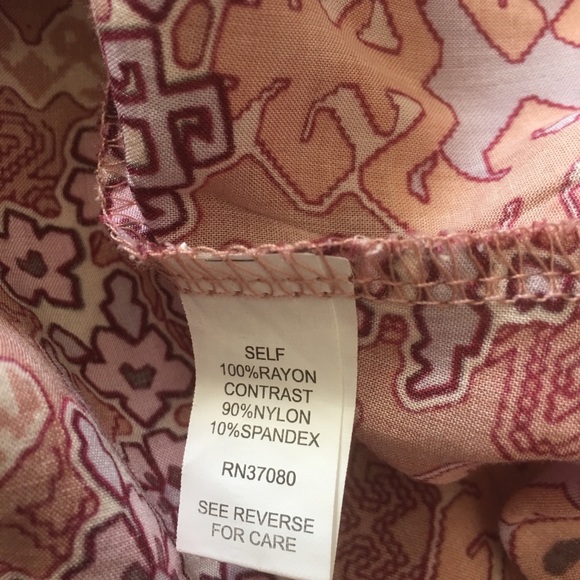 SELF
100%RAYON
CONTRAST
90%NYLON
10%SPANDEX
RN37080
SEE REVERSE
FOR CARE